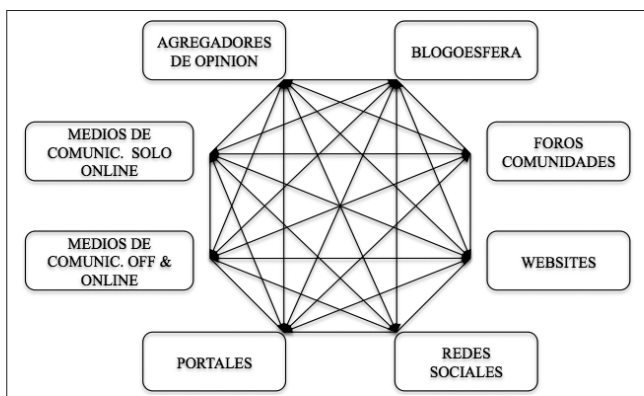 AGREGADORES
DE OPINION
BLOGOESFERA
MEDIOS DE
COMUNIC. SOLO
ONLINE
FOROS
COMUNIDADES
MEDIOS DE
COMUNIC. OFF &
ONLINE
WEBSITES
PORTALES
REDES
SOCIALES